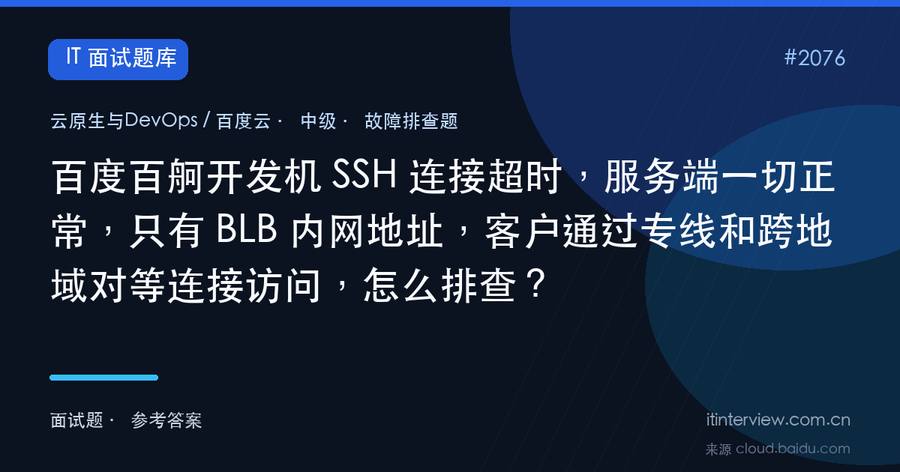 IT 面试题库
#2076
云原生与DevOps / 百度云· 中级· 故障排查题
百度百舸开发机 SSH 连接超时，服务端一切正
常，只有 BLB 内网地址，客户通过专线和跨地
域对等连接访问，怎么排查？
面试题· 参考答案
itinterview.com.cn
来源 cloud.baidu.com